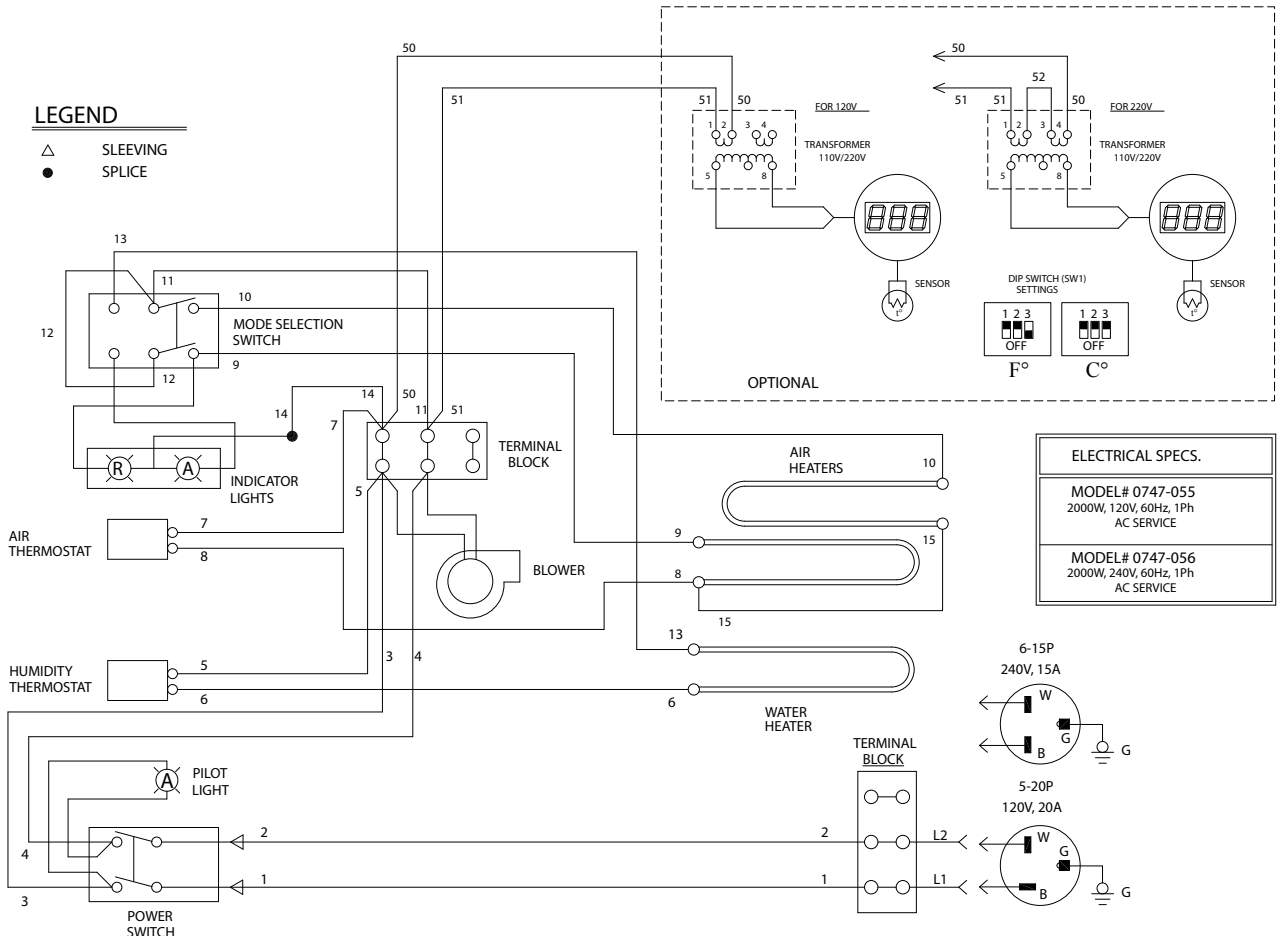 LEGEND
SLEEVING
SPLICE
50
51
51
50
FOR 120V
1 2 3 4
TRANSFORMER
110V/220V
5
8
50
52
51
51
50
FOR 220V
1 2 3 4
TRANSFORMER
110V/220V
5
8
888
888
SENSOR
t°
SENSOR
t°
DIP SWITCH (SW1)
SETTINGS
1 2 3
OFF
F°
1 2 3
OFF
C°
OPTIONAL
13
11
10
12
MODE SELECTION
SWITCH
12
9
14
14
50
11
51
7
TERMINAL
BLOCK
R
A
INDICATOR
LIGHTS
5
AIR
THERMOSTAT
7
8
BLOWER
AIR
HEATERS
10
9
15
8
15
ELECTRICAL SPECS.
MODEL# 0747-055
2000W, 120V, 60Hz, 1Ph
AC SERVICE
MODEL# 0747-056
2000W, 240V, 60Hz, 1Ph
AC SERVICE
HUMIDITY
THERMOSTAT
5
6
3
4
13
6
WATER
HEATER
6-15P
240V, 15A
W
G
B
G
TERMINAL
BLOCK
5-20P
120V, 20A
W
G
B
G
A
PILOT
LIGHT
2
2
L2
4
1
1
L1
3
POWER
SWITCH